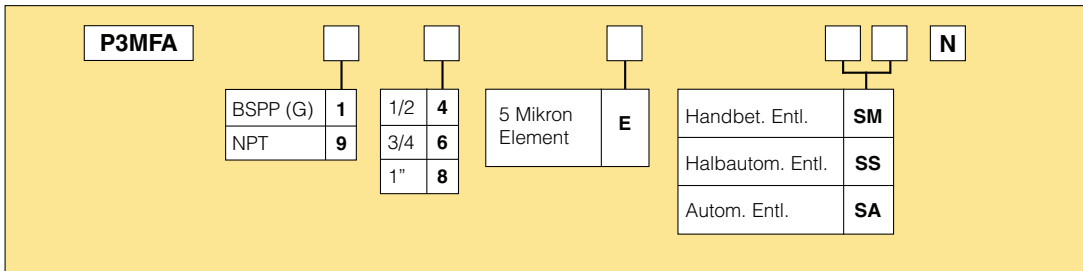 P3MFA N
BSPP (G) 1
NPT 9
1/2 4
3/4 6
1” 8
5 Mikron
Element
E
Handbet. Entl. SM
Halbautom. Entl. SS
Autom. Entl. SA